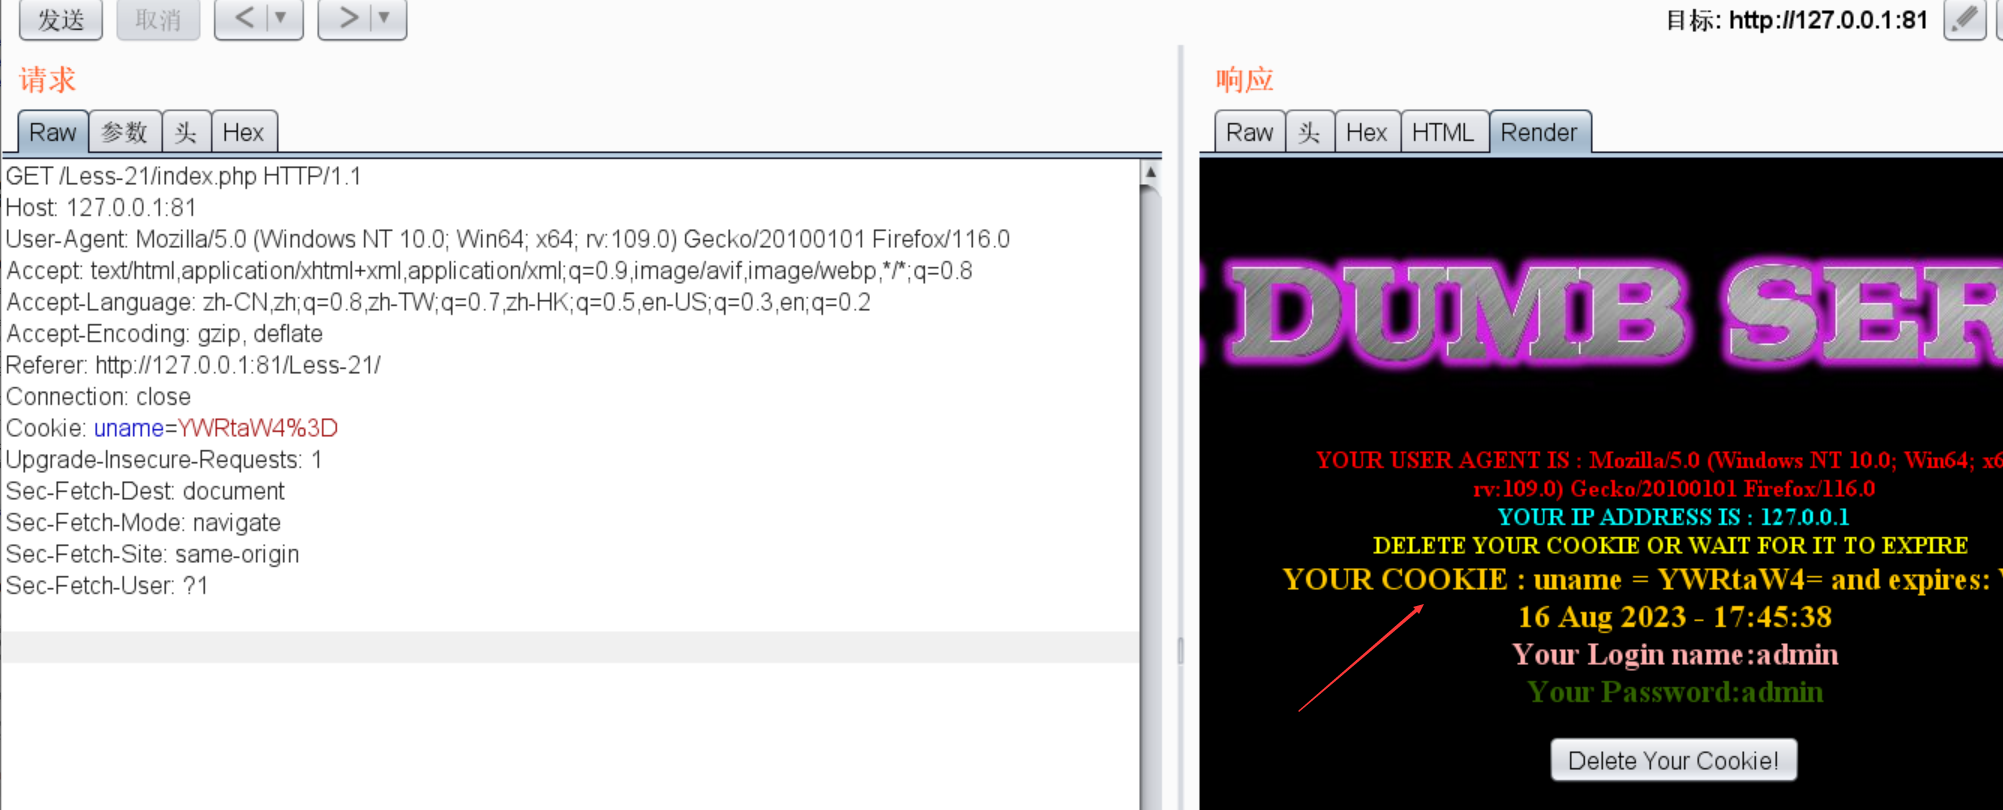 发送 取消 < ▼ > ▼ 目标: http://127.0.0.1:81
请求
Raw 参数 头 Hex
GET /Less-21/index.php HTTP/1.1
Host: 127.0.0.1:81
User-Agent: Mozilla/5.0 (Windows NT 10.0; Win64; x64; rv:109.0) Gecko/20100101 Firefox/116.0
Accept: text/html,application/xhtml+xml,application/xml;q=0.9,image/avif,image/webp,*/*;q=0.8
Accept-Language: zh-CN,zh;q=0.8,zh-TW;q=0.7,zh-HK;q=0.5,en-US;q=0.3,en;q=0.2
Accept-Encoding: gzip, deflate
Referer: http://127.0.0.1:81/Less-21/
Connection: close
Cookie: uname=YWRtaW4%3D
Upgrade-Insecure-Requests: 1
Sec-Fetch-Dest: document
Sec-Fetch-Mode: navigate
Sec-Fetch-Site: same-origin
Sec-Fetch-User: ?1
响应
Raw 头 Hex HTML Render
DUMB SER
YOUR USER AGENT IS : Mozilla/5.0 (Windows NT 10.0; Win64; x6
rv:109.0) Gecko/20100101 Firefox/116.0
YOUR IP ADDRESS IS : 127.0.0.1
DELETE YOUR COOKIE OR WAIT FOR IT TO EXPIRE
YOUR COOKIE : uname = YWRtaW4= and expires:
16 Aug 2023 - 17:45:38
Your Login name:admin
Your Password:admin
Delete Your Cookie!